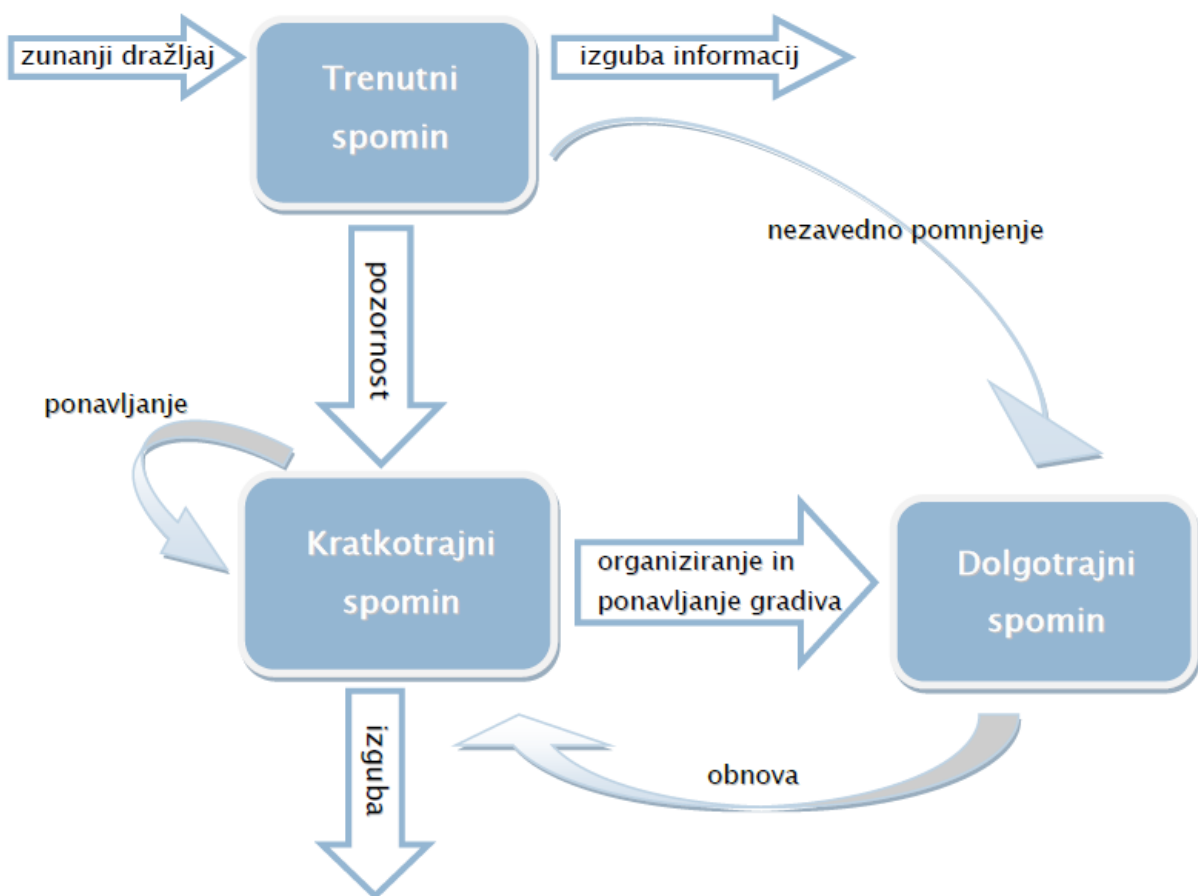 zunanji dražljaj
Trenutni
spomin
izguba informacij
nezavedno pomnjenje
pozornost
ponavljanje
Kratkotrajni
spomin
organiziranje in
ponavljanje gradiva
Dolgotrajni
spomin
izguba
obnova